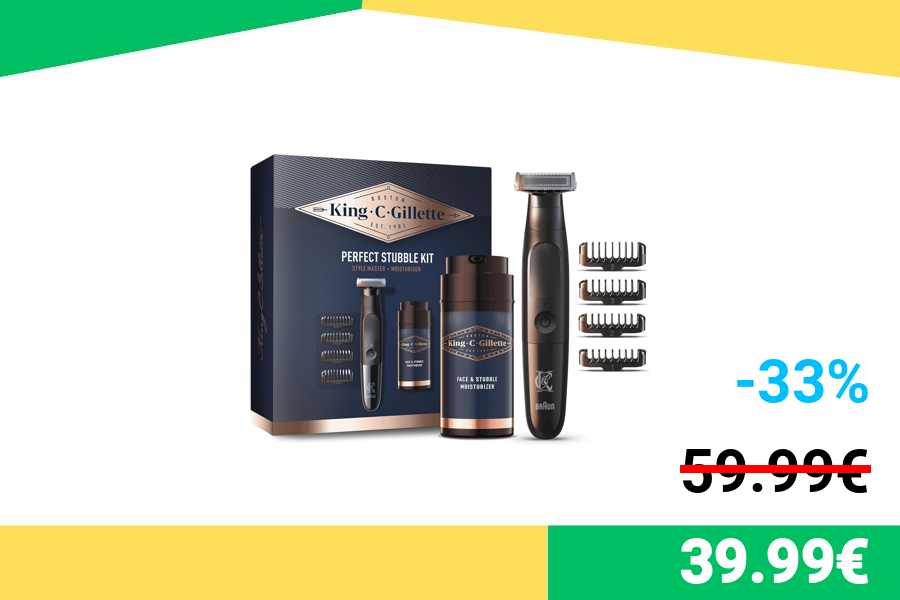 BOSTON
King·C·Gillette
EST. 1901
PERFECT STUBBLE KIT
STYLE MASTER + MOISTURISER
King·C·Gillette
FACE & STUBBLE
MOISTURIZER
BRAUN
-33%
59.99€
39.99€